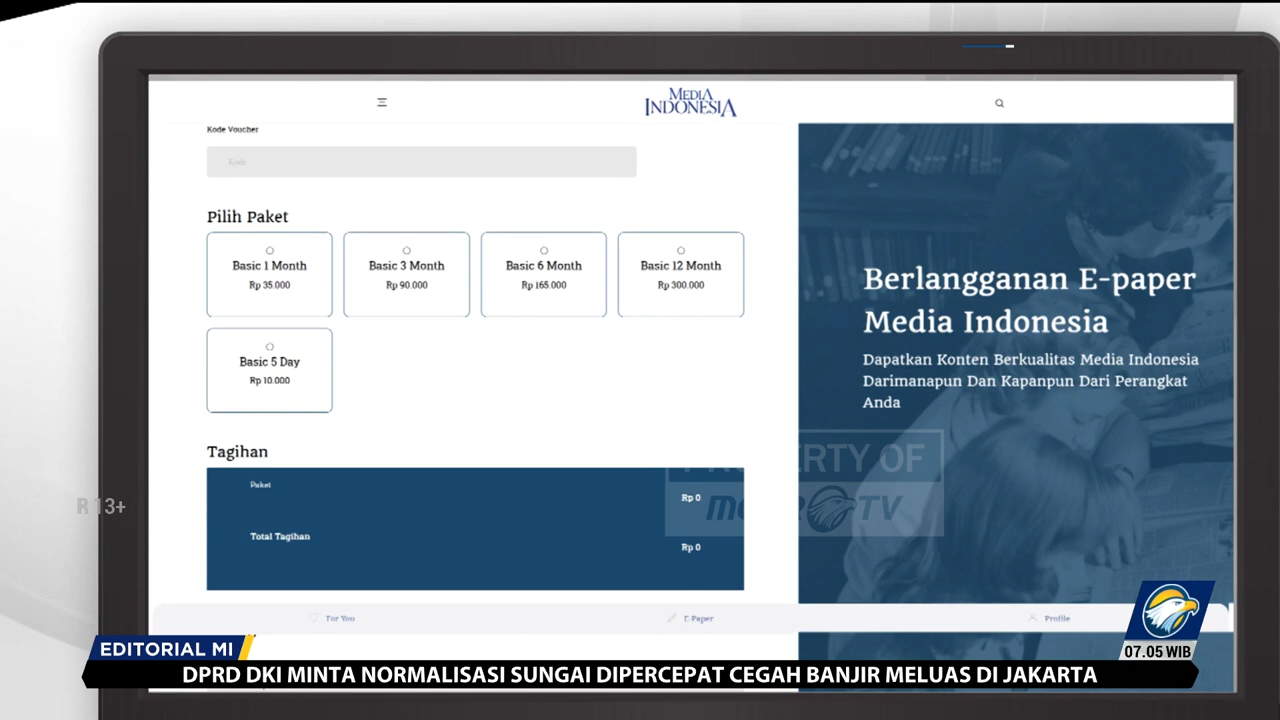 MEDIA
INDONESIA
Kode Voucher
Kode
Pilih Paket
Basic 1 Month
Rp 35.000
Basic 3 Month
Rp 90.000
Basic 6 Month
Rp 165.000
Basic 12 Month
Rp 300.000
Basic 5 Day
Rp 10.000
Berlangganan E-paper
Media Indonesia
Dapatkan Konten Berkualitas Media Indonesia
Darimanapun Dan Kapanpun Dari Perangkat
Anda
Tagihan
Paket
Rp 0
Total Tagihan
Rp 0
PROPERTY OF
METRO TV
R 13+
For You
E-Paper
Profile
EDITORIAL MI
07.05 WIB
DPRD DKI MINTA NORMALISASI SUNGAI DIPERCEPAT CEGAH BANJIR MELUAS DI JAKARTA